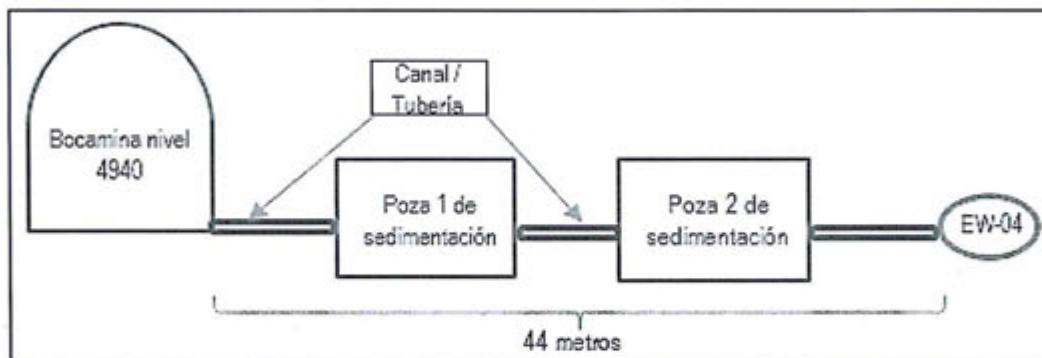 Canal /
Tubería
Bocamina nivel
4940
Poza 1 de
sedimentación
Poza 2 de
sedimentación
EW-04
44 metros